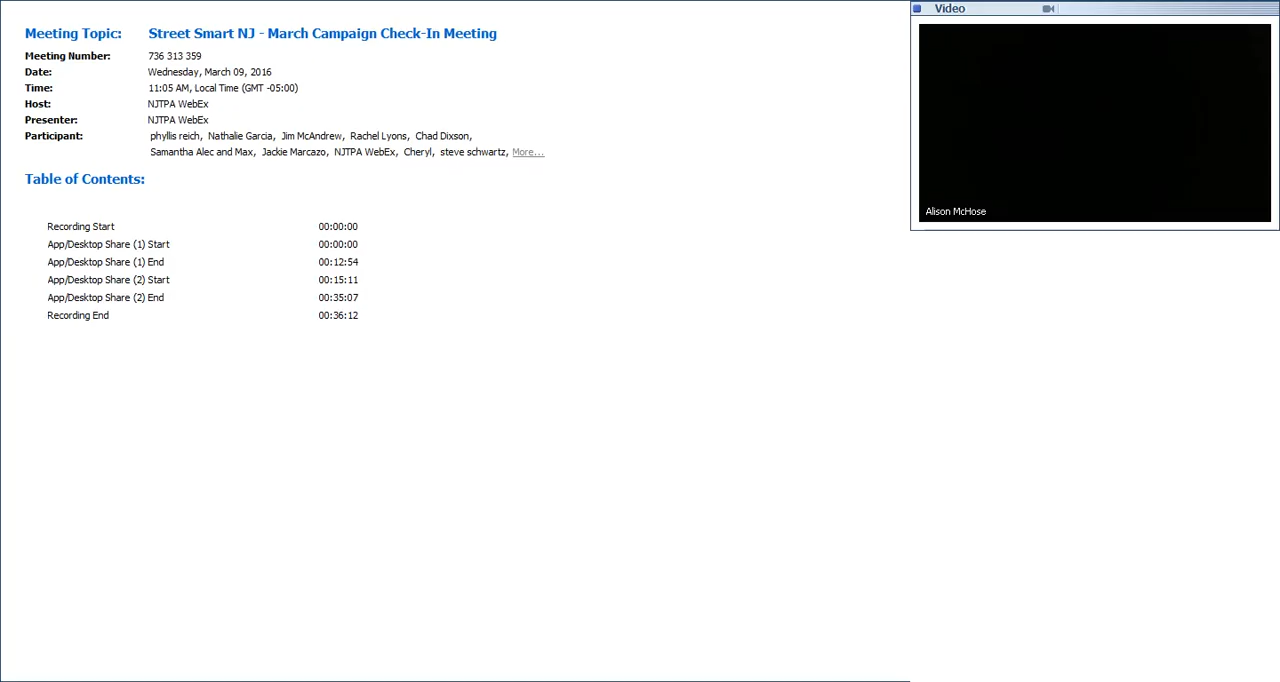 Meeting Topic: Street Smart NJ - March Campaign Check-In Meeting
Meeting Number: 736 313 359
Date: Wednesday, March 09, 2016
Time: 11:05 AM, Local Time (GMT -05:00)
Host: NJTPA WebEx
Presenter: NJTPA WebEx
Participant: phyllis reich, Nathalie Garcia, Jim McAndrew, Rachel Lyons, Chad Dixson,
Samantha Alec and Max, Jackie Marcazo, NJTPA WebEx, Cheryl, steve schwartz, More...
Table of Contents:
Recording Start 00:00:00
App/Desktop Share (1) Start 00:00:00
App/Desktop Share (1) End 00:12:54
App/Desktop Share (2) Start 00:15:11
App/Desktop Share (2) End 00:35:07
Recording End 00:36:12
Video
Alison McHose